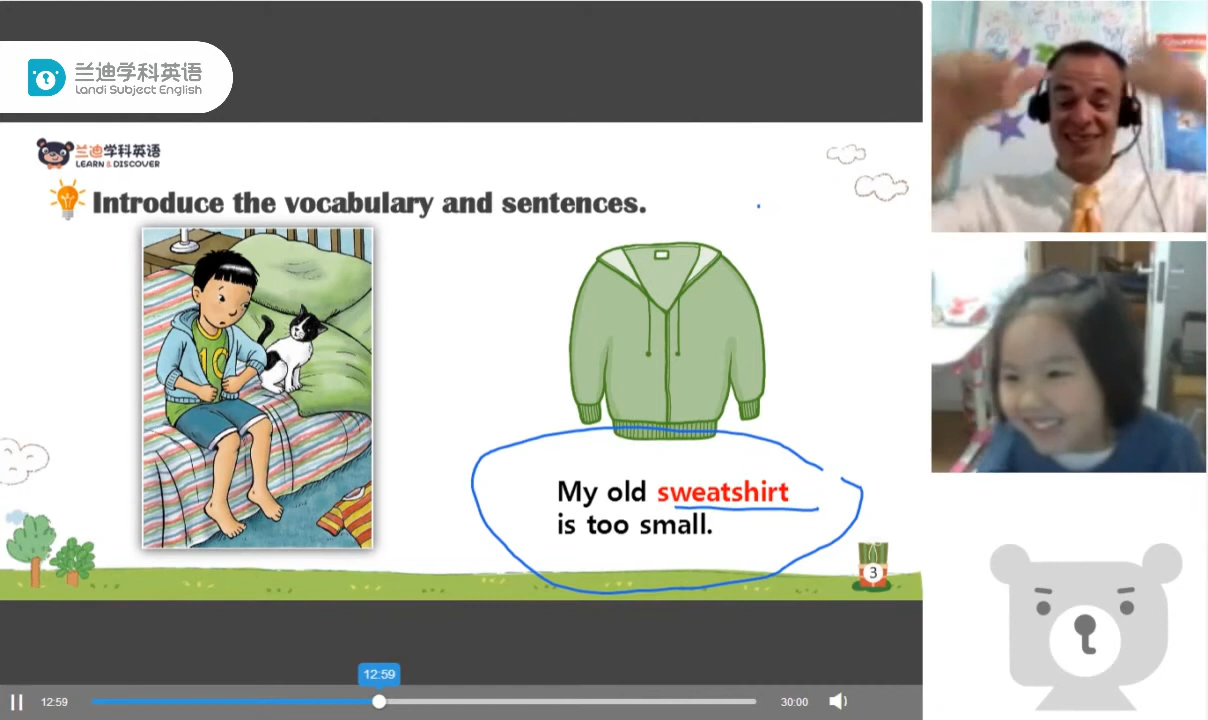 兰迪学科英语
Landi Subject English
兰迪学科英语
LEARN & DISCOVER
Introduce the vocabulary and sentences.
10
My old sweatshirt
is too small.
3
12:59
12:59
30:00